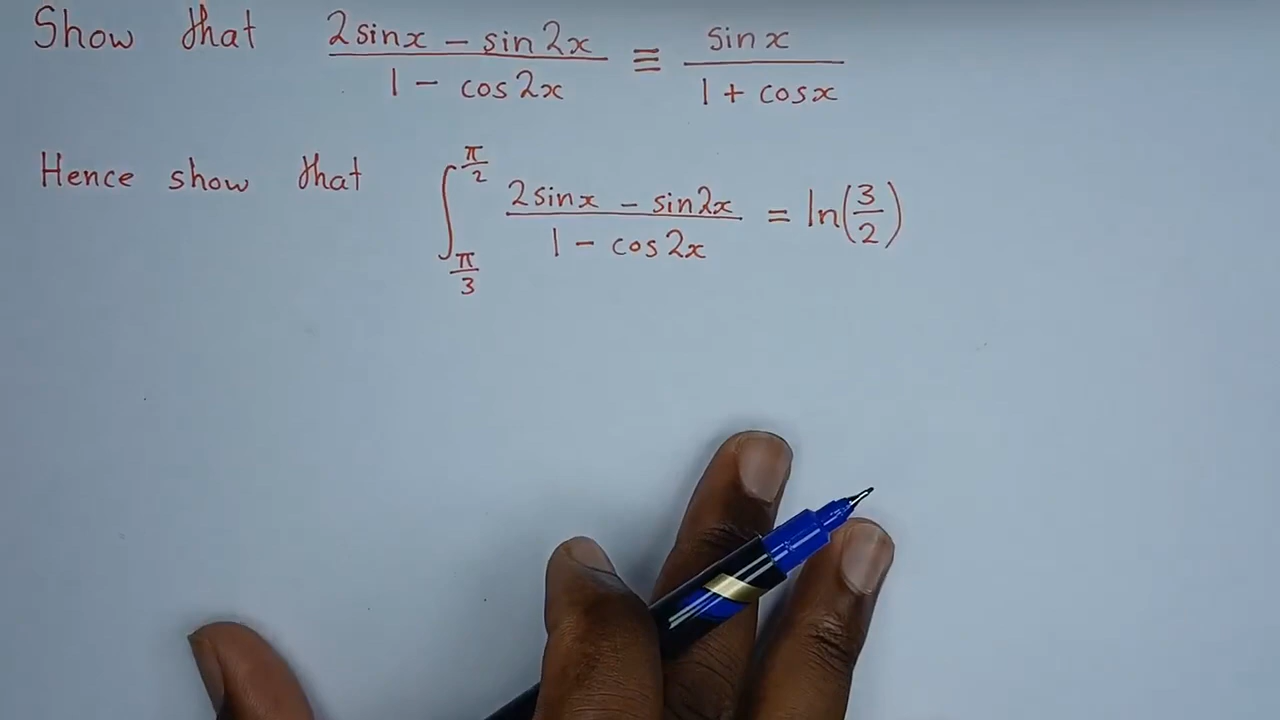 Show that (2sinx − sin2x)/(1 − cos2x) ≡ sinx/(1 + cosx)
Hence show that ∫_{π/3}^{π/2} (2sinx − sin2x)/(1 − cos2x) = ln(3/2)